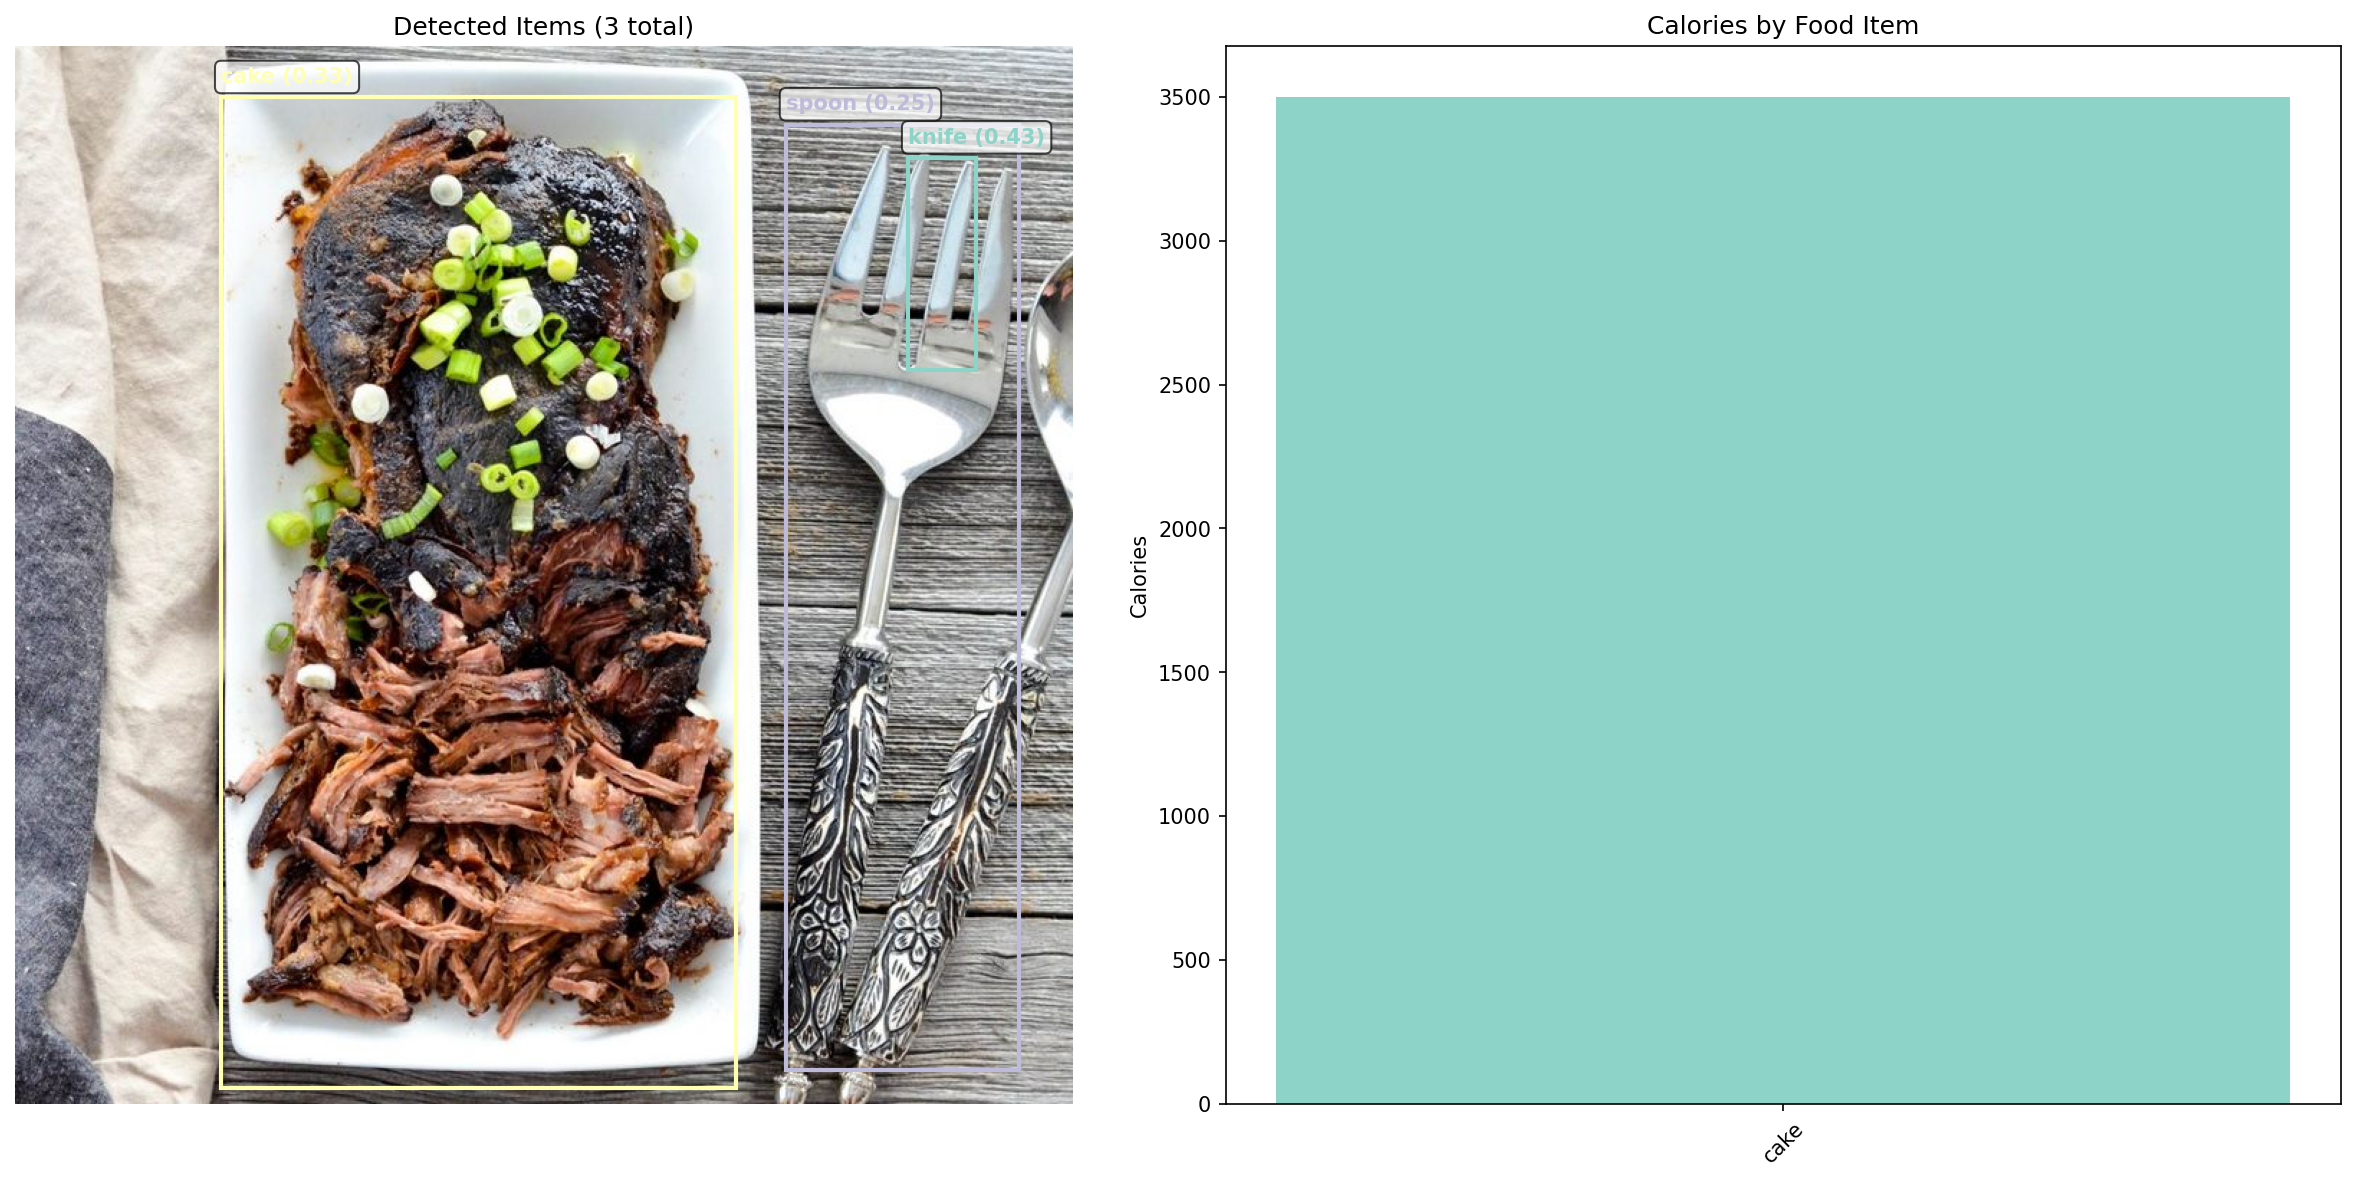 Detected Items (3 total)
cake (0.33)
spoon (0.25)
knife (0.43)
Calories by Food Item
3500
3000
2500
2000
1500
1000
500
0
Calories
cake